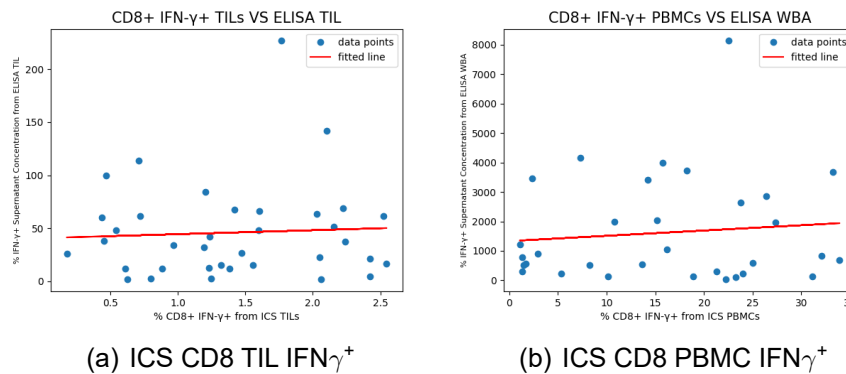 CD8+ IFN-γ+ TILs VS ELISA TIL
data points
fitted line
% IFN-γ+ Supernatant Concentration from ELISA TIL
200
150
100
50
0
0.5 1.0 1.5 2.0 2.5
% CD8+ IFN-γ+ from ICS TILs
(a) ICS CD8 TIL IFNγ+
CD8+ IFN-γ+ PBMCs VS ELISA WBA
data points
fitted line
% IFN-γ+ Supernatant Concentration from ELISA WBA
8000
7000
6000
5000
4000
3000
2000
1000
0
0 5 10 15 20 25 30
% CD8+ IFN-γ+ from ICS PBMCs
(b) ICS CD8 PBMC IFNγ+